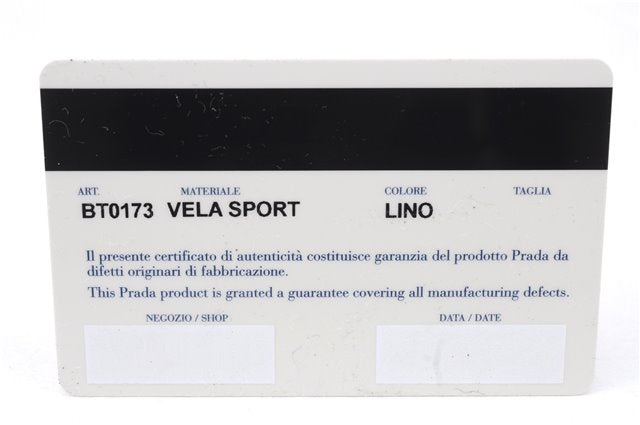 ART. MATERIALE COLORE TAGLIA
BT0173 VELA SPORT LINO
Il presente certificato di autenticità costituisce garanzia del prodotto Prada da
difetti originari di fabbricazione.
This Prada product is granted a guarantee covering all manufacturing defects.
NEGOZIO / SHOP DATA / DATE